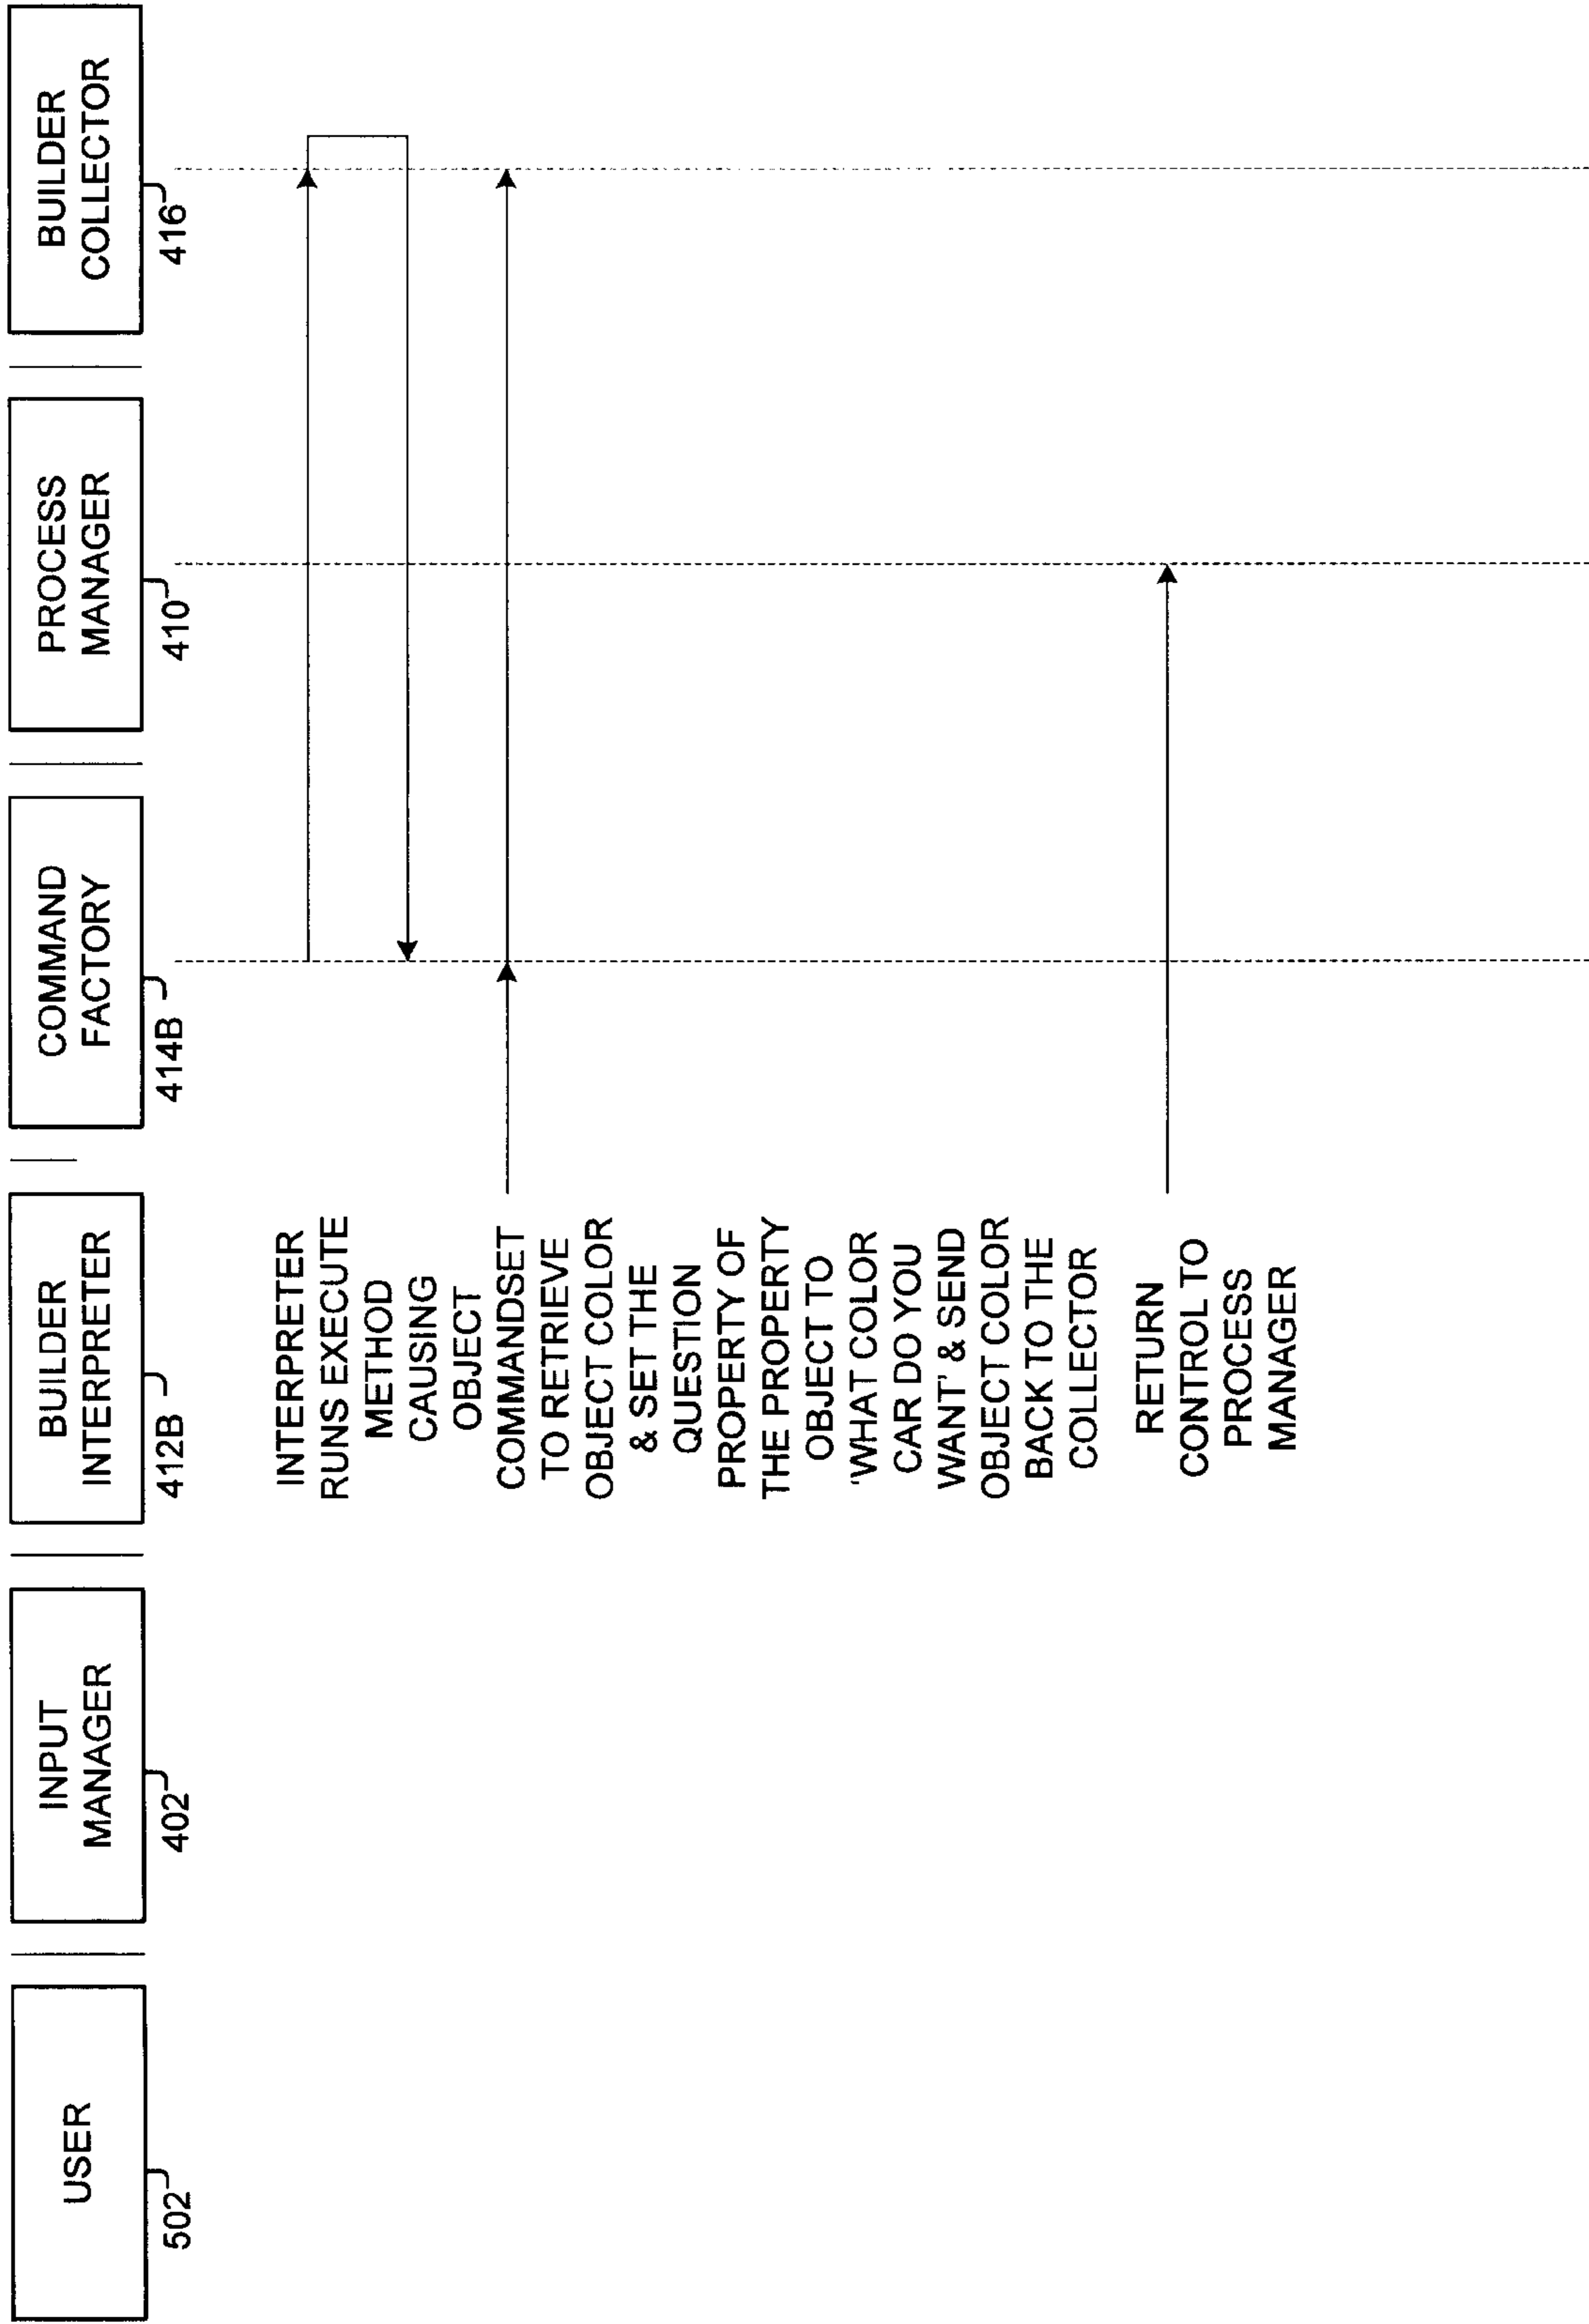 USER
502
INPUT
MANAGER
402
BUILDER
INTERPRETER
412B
COMMAND
FACTORY
414B
PROCESS
MANAGER
410
BUILDER
COLLECTOR
416
INTERPRETER
RUNS EXECUTE
METHOD
CAUSING
OBJECT
COMMANDSET
TO RETRIEVE
OBJECT COLOR
& SET THE
QUESTION
PROPERTY OF
THE PROPERTY
OBJECT TO
'WHAT COLOR
CAR DO YOU
WANT' & SEND
OBJECT COLOR
BACK TO THE
COLLECTOR
RETURN
CONTROL TO
PROCESS
MANAGER